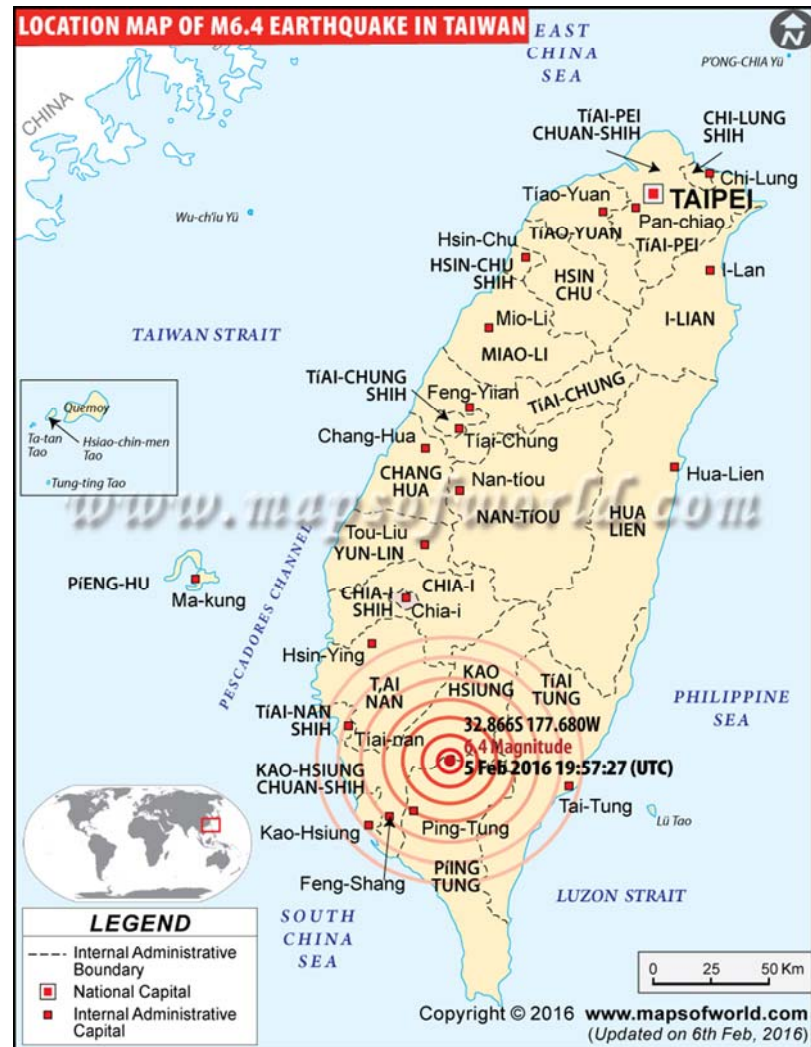 LOCATION MAP OF M6.4 EARTHQUAKE IN TAIWAN
EAST
CHINA
SEA
N
P'ONG-CHIA Yü
CHINA
TíAI-PEI
CHUAN-SHIH
CHI-LUNG
SHIH
Chi-Lung
Tíao-Yuan
TAIPEI
Pan-chiao
Wu-ch'iu Yü
TíAO-YUAN
TíAI-PEI
Hsin-Chu
HSIN-CHU
SHIH
HSIN
CHU
I-Lan
Mio-Li
I-LIAN
TAIWAN STRAIT
MIAO-LI
TíAI-CHUNG
SHIH
Feng-Yiian
TíAI-CHUNG
Quemoy
Ta-tan
Tao
Hsiao-chin-men
Tao
Tung-ting Tao
Chang-Hua
Tíai-Chung
CHANG
HUA
Nan-tíou
Hua-Lien
NAN-TíOU
HUA
LIEN
www.mapsofworld.com
Tou-Liu
YUN-LIN
PíENG-HU
Ma-kung
PESCADORES CHANNEL
CHIA-I
SHIH
CHIA-I
Chia-i
Hsin-Ying
T,AI
NAN
KAO
HSIUNG
TíAI
TUNG
PHILIPPINE
SEA
TíAI-NAN
SHIH
Tiai-nan
32.866S 177.680W
6.4 Magnitude
5 Feb 2016 19:57:27 (UTC)
KAO-HSIUNG
CHUAN-SHIH
Tai-Tung
Lü Tao
Kao-Hsiung
Ping-Tung
Feng-Shang
PíING
TUNG
LUZON STRAIT
SOUTH
CHINA
SEA
LEGEND
Internal Administrative
Boundary
National Capital
Internal Administrative
Capital
0 25 50 Km
Copyright © 2016 www.mapsofworld.com
(Updated on 6th Feb, 2016)